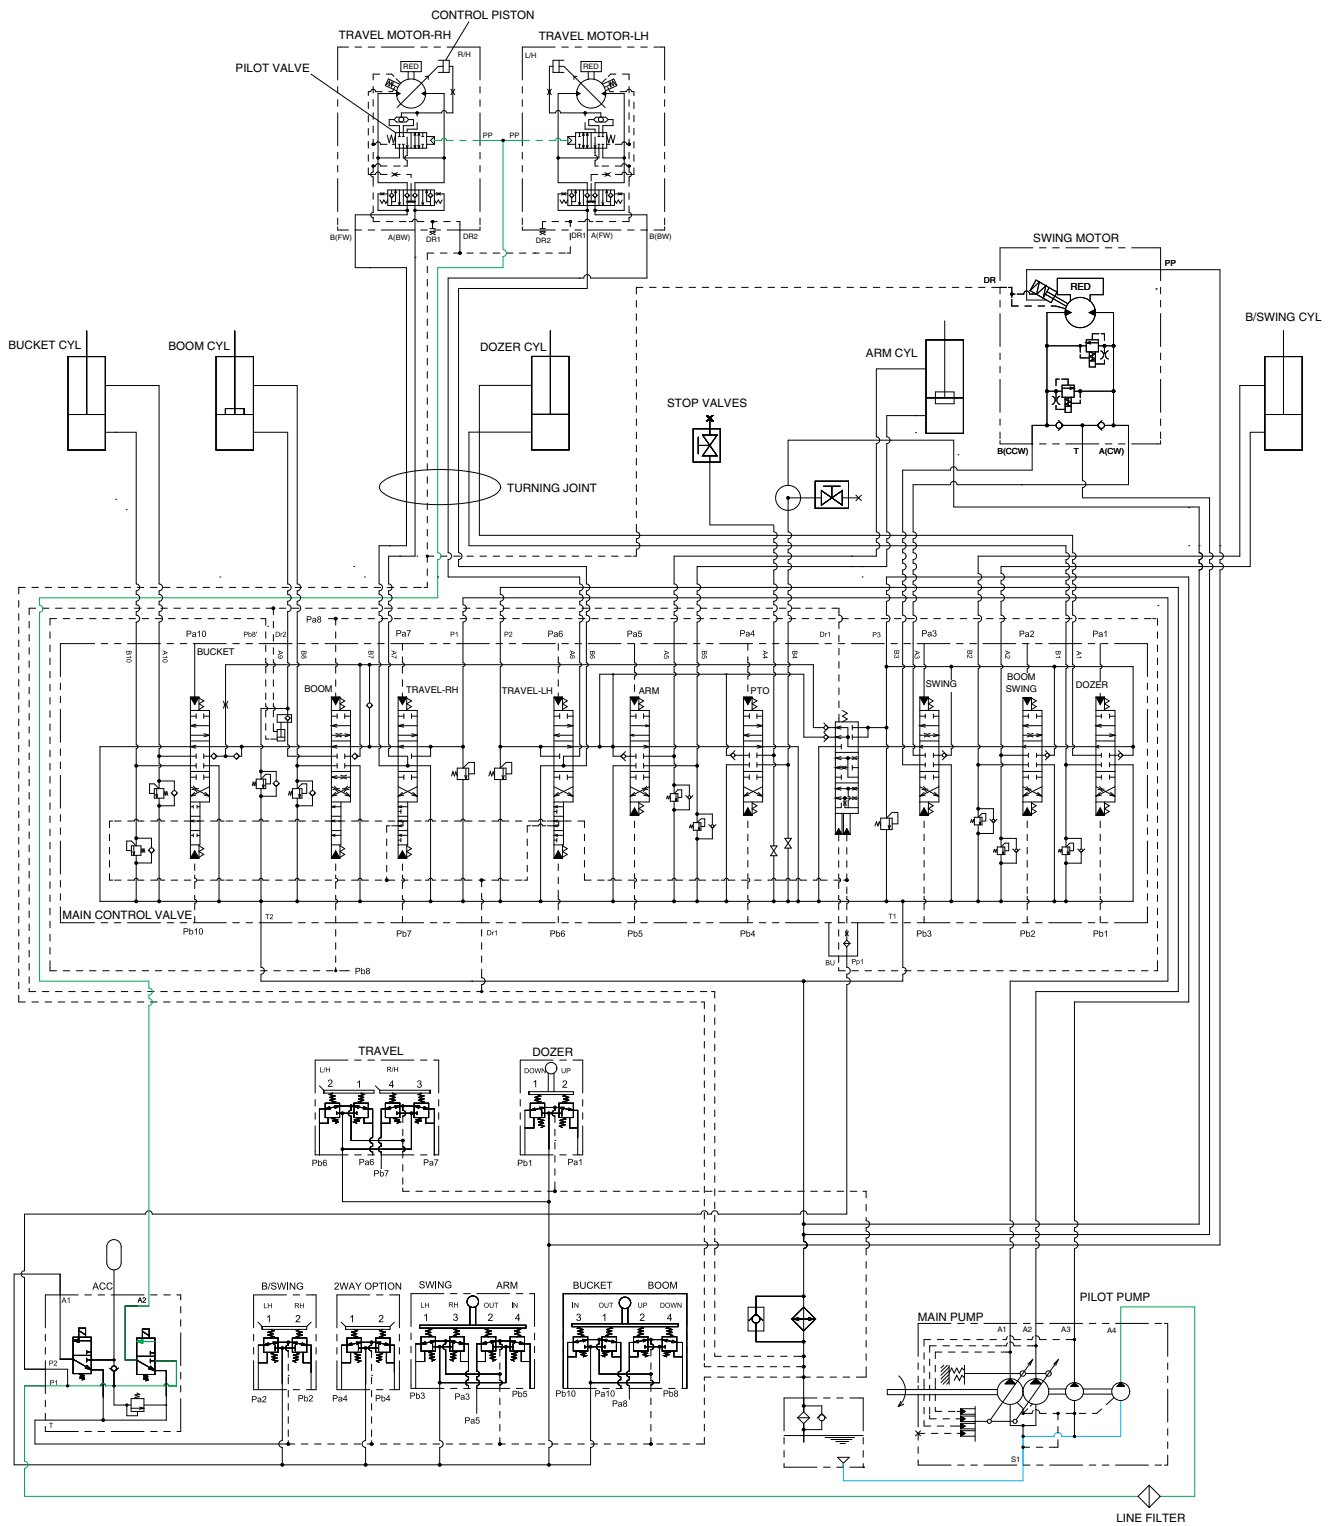 CONTROL PISTON
TRAVEL MOTOR-RH
TRAVEL MOTOR-LH
R/H
L/H
PILOT VALVE
RED
RED
PP
PP
B(FW)
A(BW)
DR1
DR2
DR2
DR1
A(FW)
B(BW)
SWING MOTOR
PP
DR
RED
B(CCW)
T
A(CW)
BUCKET CYL
BOOM CYL
DOZER CYL
ARM CYL
B/SWING CYL
STOP VALVES
TURNING JOINT
Pa10
Pb8'
Dr2
Pa8
Pa7
P1
P2
Pa6
Pa5
Pa4
Dr1
P3
Pa3
Pa2
Pa1
B10
A10
A9
B8
B7
A7
A6
B6
A5
B5
A4
B4
B3
A3
B2
A2
B1
A1
BUCKET
BOOM
TRAVEL-RH
TRAVEL-LH
ARM
PTO
SWING
BOOM
SWING
DOZER
MAIN CONTROL VALVE
T2
T1
Pb10
Pb7
Dr1
Pb6
Pb5
Pb4
Pb3
Pb2
Pb1
BU
Pp1
Pb8
TRAVEL
L/H
R/H
2
1
4
3
Pb6
Pa6
Pb7
Pa7
DOZER
DOWN
UP
1
2
Pb1
Pa1
ACC
A1
A2
P2
P1
T
B/SWING
LH
RH
1
2
Pa2
Pb2
2WAY OPTION
1
2
Pa4
Pb4
SWING
ARM
LH
RH
OUT
IN
1
3
2
4
Pb3
Pa3
Pb5
Pa5
BUCKET
BOOM
IN
OUT
UP
DOWN
3
1
2
4
Pb10
Pa10
Pb8
Pa8
PILOT PUMP
MAIN PUMP
A1
A2
A3
A4
S1
LINE FILTER